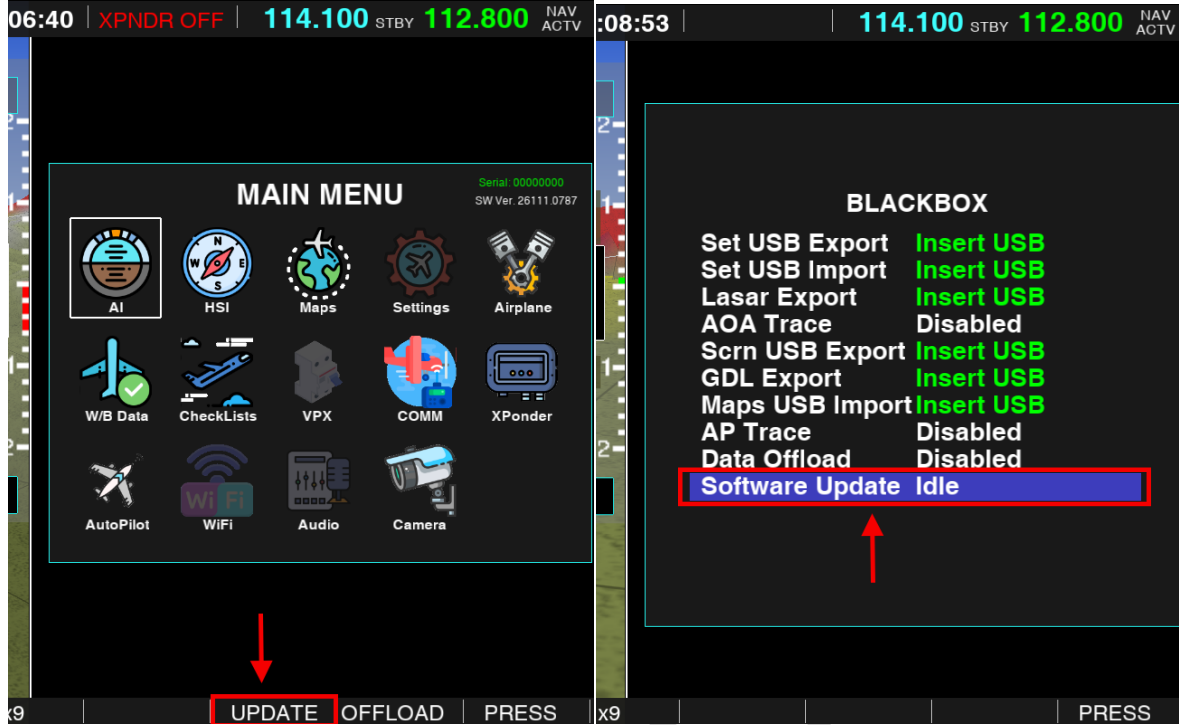 06:40 XPNDR OFF 114.100 STBY 112.800 NAV ACTV
MAIN MENU
Serial: 00000000
SW Ver. 26111.0787
AI HSI Maps Settings Airplane
W/B Data CheckLists VPX COMM XPonder
AutoPilot WiFi Audio Camera
x9 UPDATE OFFLOAD PRESS
:08:53 114.100 STBY 112.800 NAV ACTV
BLACKBOX
Set USB Export Insert USB
Set USB Import Insert USB
Lasar Export Insert USB
AOA Trace Disabled
Scrn USB Export Insert USB
GDL Export Insert USB
Maps USB Import Insert USB
AP Trace Disabled
Data Offload Disabled
Software Update Idle
x9 PRESS